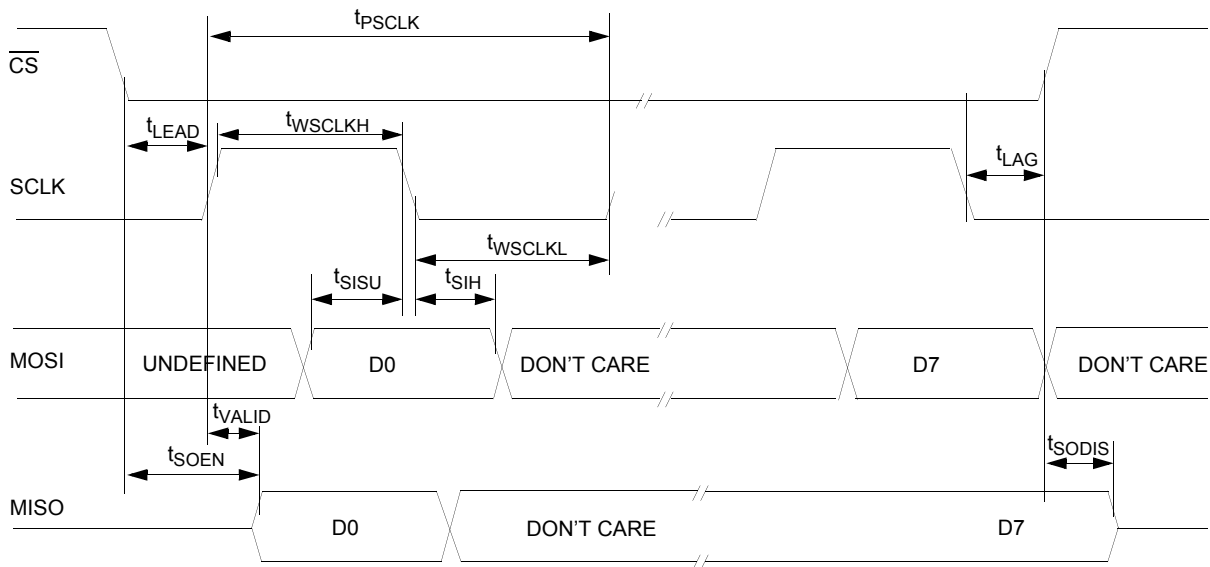 tPSCLK
CS
tLEAD
tWSCLKH
tLAG
SCLK
tWSCLKL
tSISU
tSIH
MOSI
UNDEFINED
D0
DON'T CARE
D7
DON'T CARE
tVALID
tSOEN
tSODIS
MISO
D0
DON'T CARE
D7